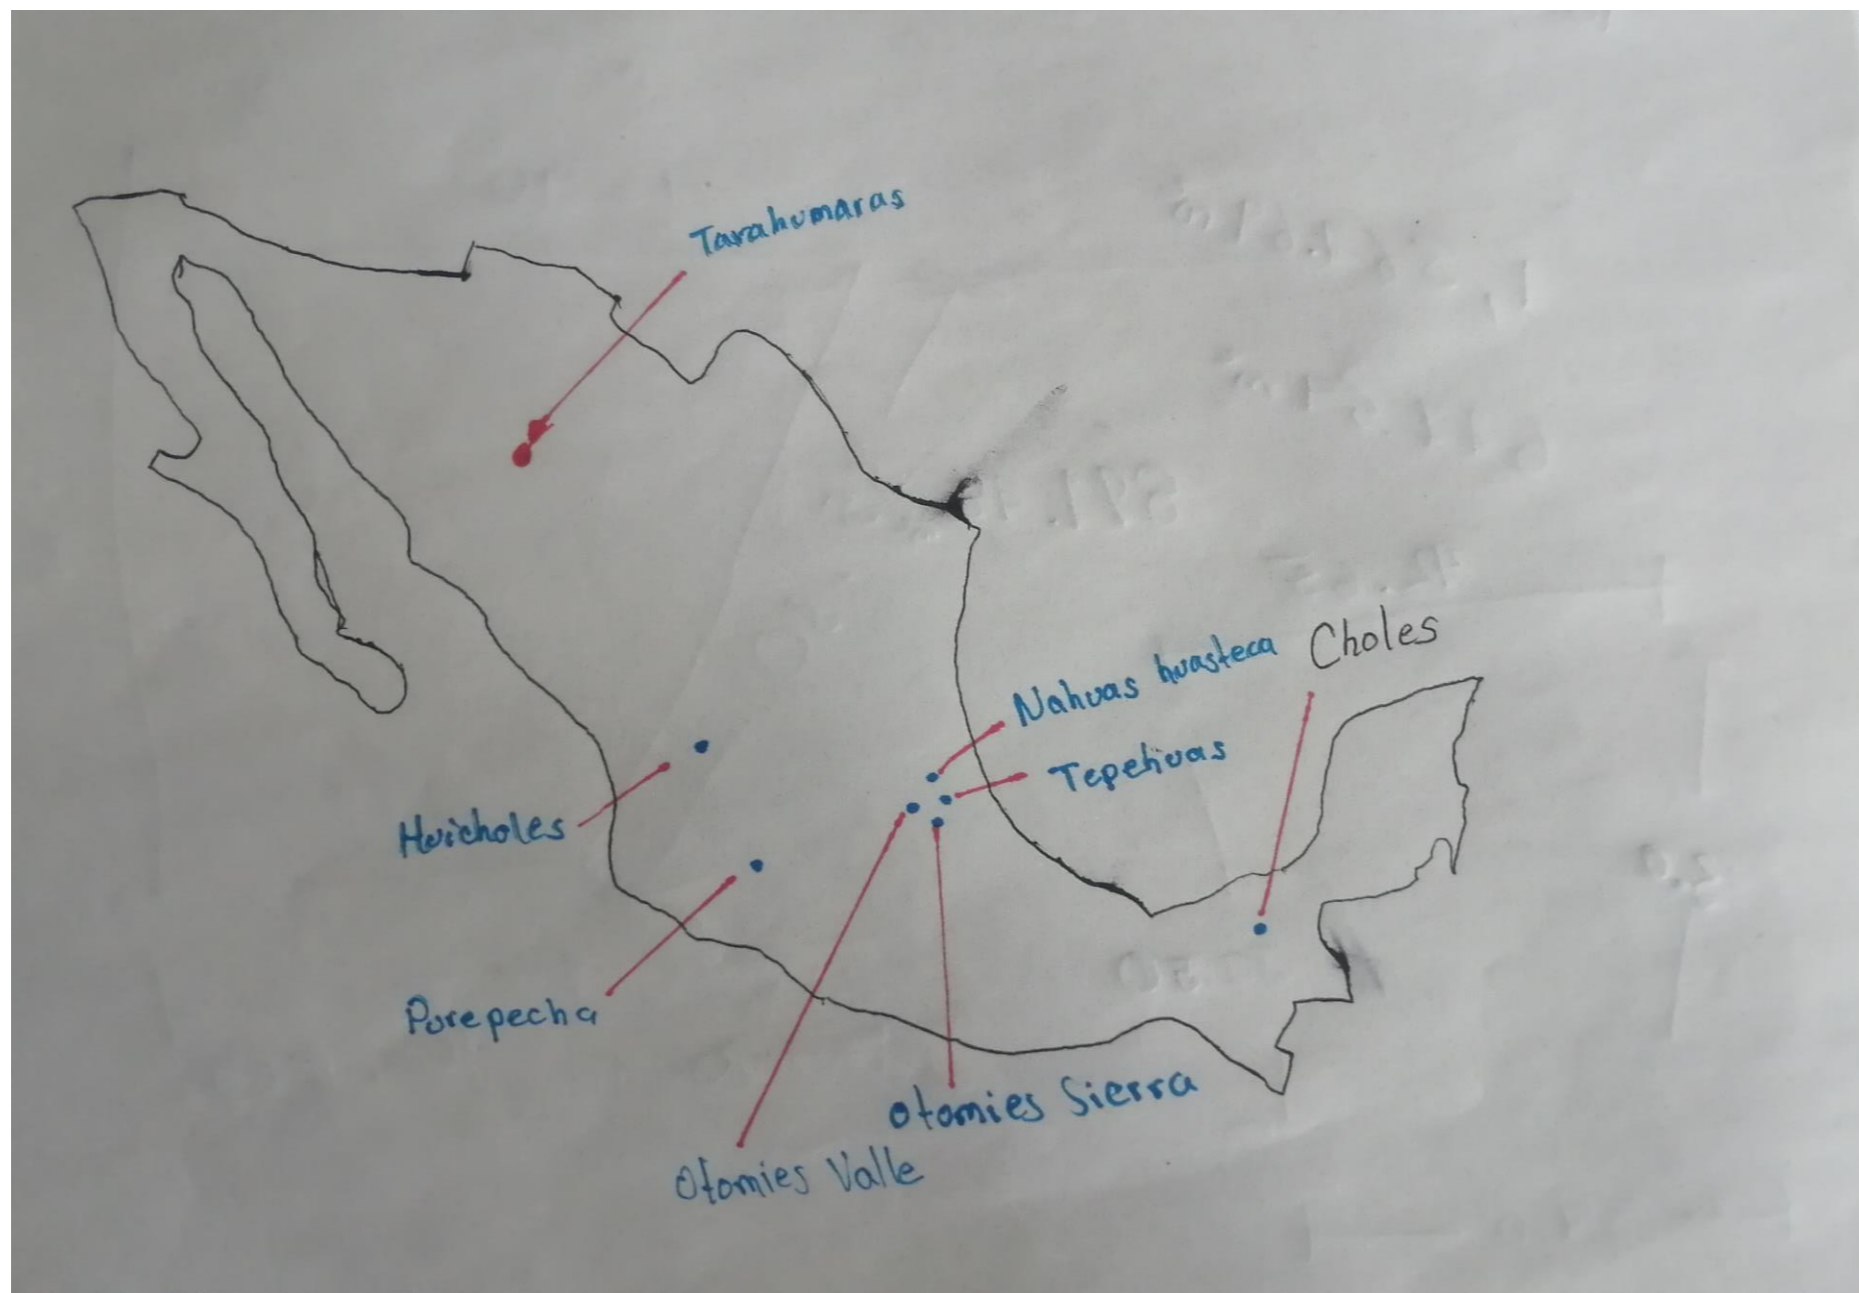 Tarahumaras
Nahuas huasteca
Choles
Tepehuas
Huicholes
Purepecha
Otomies Sierra
Otomies Valle